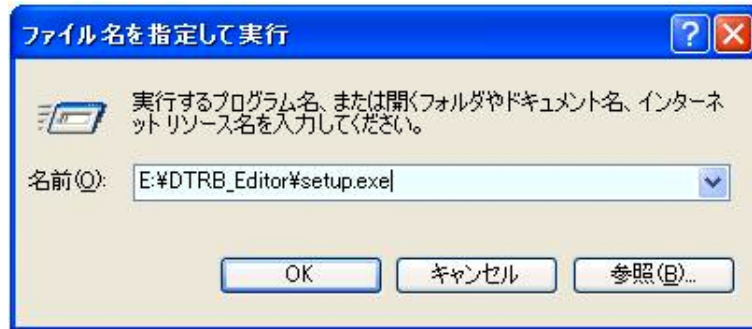 ファイル名を指定して実行
実行するプログラム名、または開くフォルダやドキュメント名、インターネ
ット リソース名を入力してください。
名前(O): E:¥DTRB_Editor¥setup.exe
OK キャンセル 参照(B)...